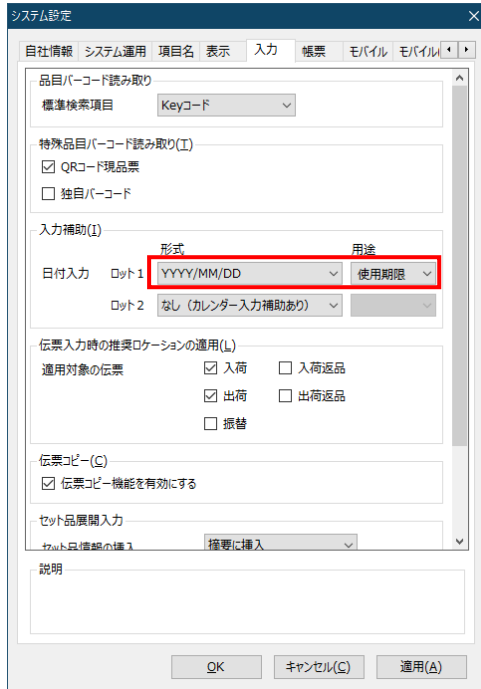 システム設定
自社情報 システム運用 項目名 表示 入力 帳票 モバイル モバイル
品目バーコード読み取り
標準検索項目 Keyコード
特殊品目バーコード読み取り(T)
QRコード現品票
独自バーコード
入力補助(I)
形式 用途
日付入力 ロット1 YYYY/MM/DD 使用期限
ロット2 なし（カレンダー入力補助あり）
伝票入力時の推奨ロケーションの適用(L)
適用対象の伝票 入荷 入荷返品
出荷 出荷返品
振替
伝票コピー(C)
伝票コピー機能を有効にする
セット品展開入力
セット品情報の挿入 摘要に挿入
説明
OK キャンセル(C) 適用(A)